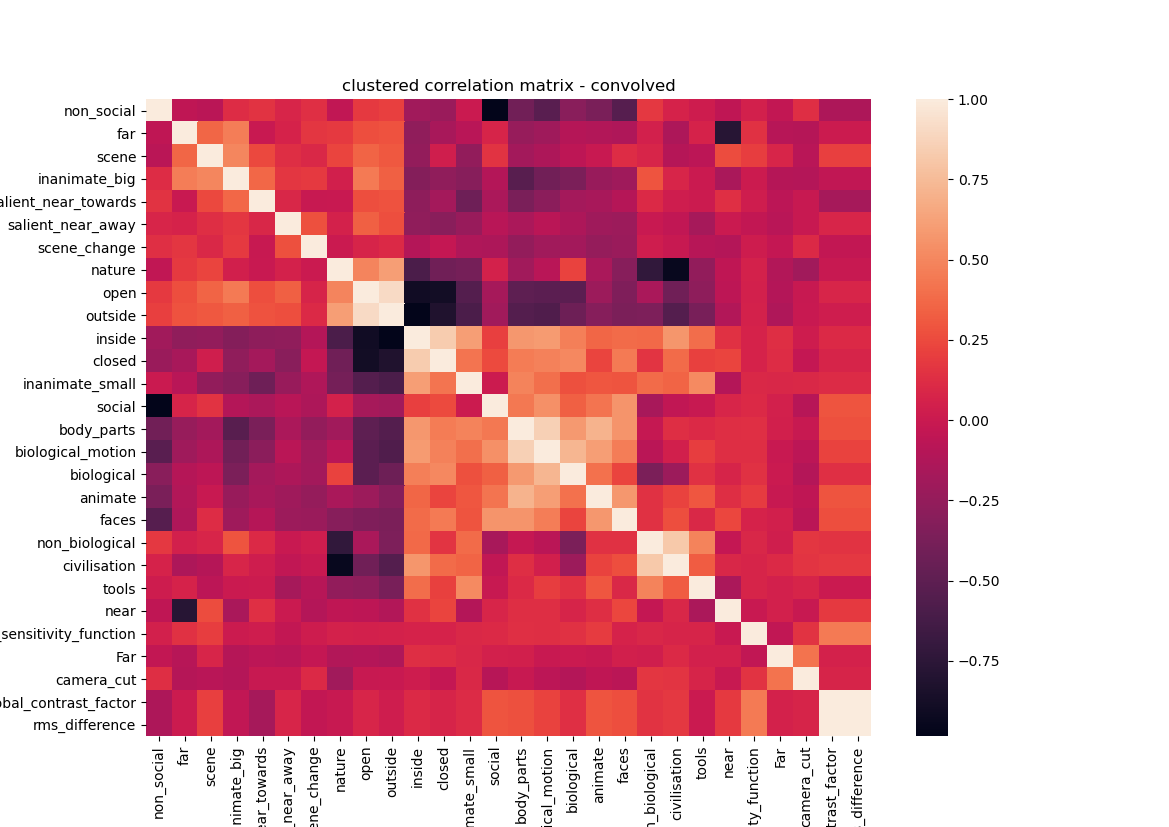 clustered correlation matrix - convolved
non_social
far
scene
inanimate_big
alient_near_towards
salient_near_away
scene_change
nature
open
outside
inside
closed
inanimate_small
social
body_parts
biological_motion
biological
animate
faces
non_biological
civilisation
tools
near
_sensitivity_function
Far
camera_cut
obal_contrast_factor
rms_difference
1.00
0.75
0.50
0.25
0.00
−0.25
−0.50
−0.75
non_social
far
scene
nimate_big
ear_towards
_near_away
ene_change
nature
open
outside
inside
closed
mate_small
social
body_parts
ical_motion
biological
animate
faces
n_biological
civilisation
tools
near
ty_function
Far
camera_cut
trast_factor
_difference